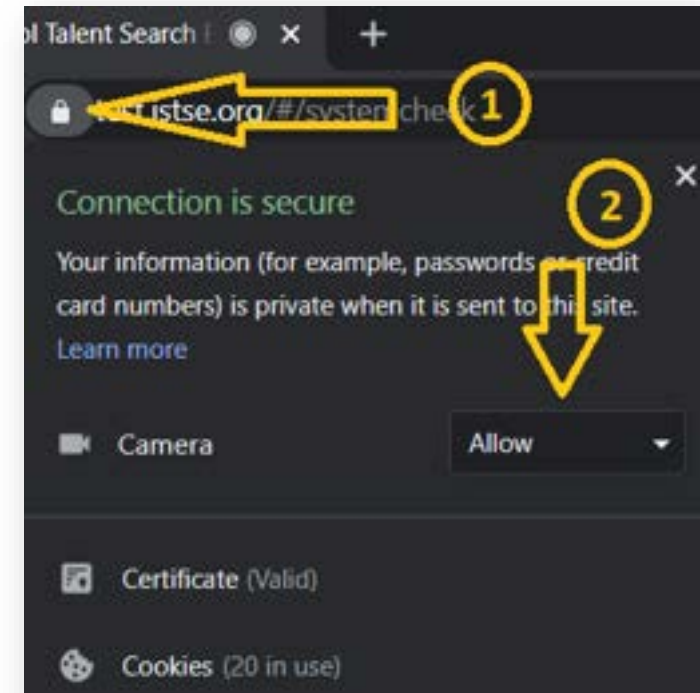 ol Talent Search
istse.org/#/system
1
Connection is secure
2
Your information (for example, passwords or credit
card numbers) is private when it is sent to this site.
Learn more
Camera
Allow
Certificate (Valid)
Cookies (20 in use)